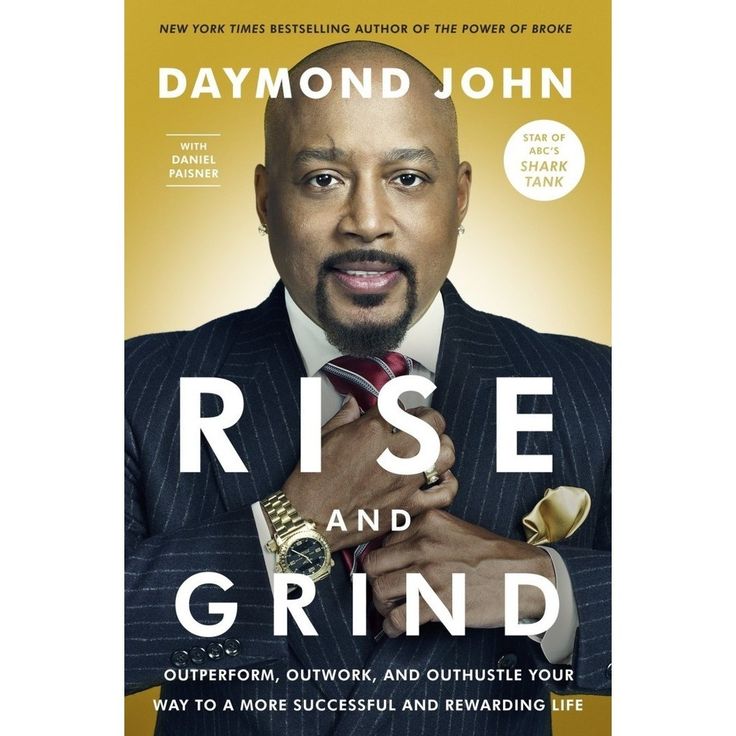 NEW YORK TIMES BESTSELLING AUTHOR OF THE POWER OF BROKE
DAYMOND JOHN
WITH
DANIEL
PAISNER
STAR OF
ABC'S
SHARK
TANK
RISE
AND
GRIND
OUTPERFORM, OUTWORK, AND OUTHUSTLE YOUR
WAY TO A MORE SUCCESSFUL AND REWARDING LIFE